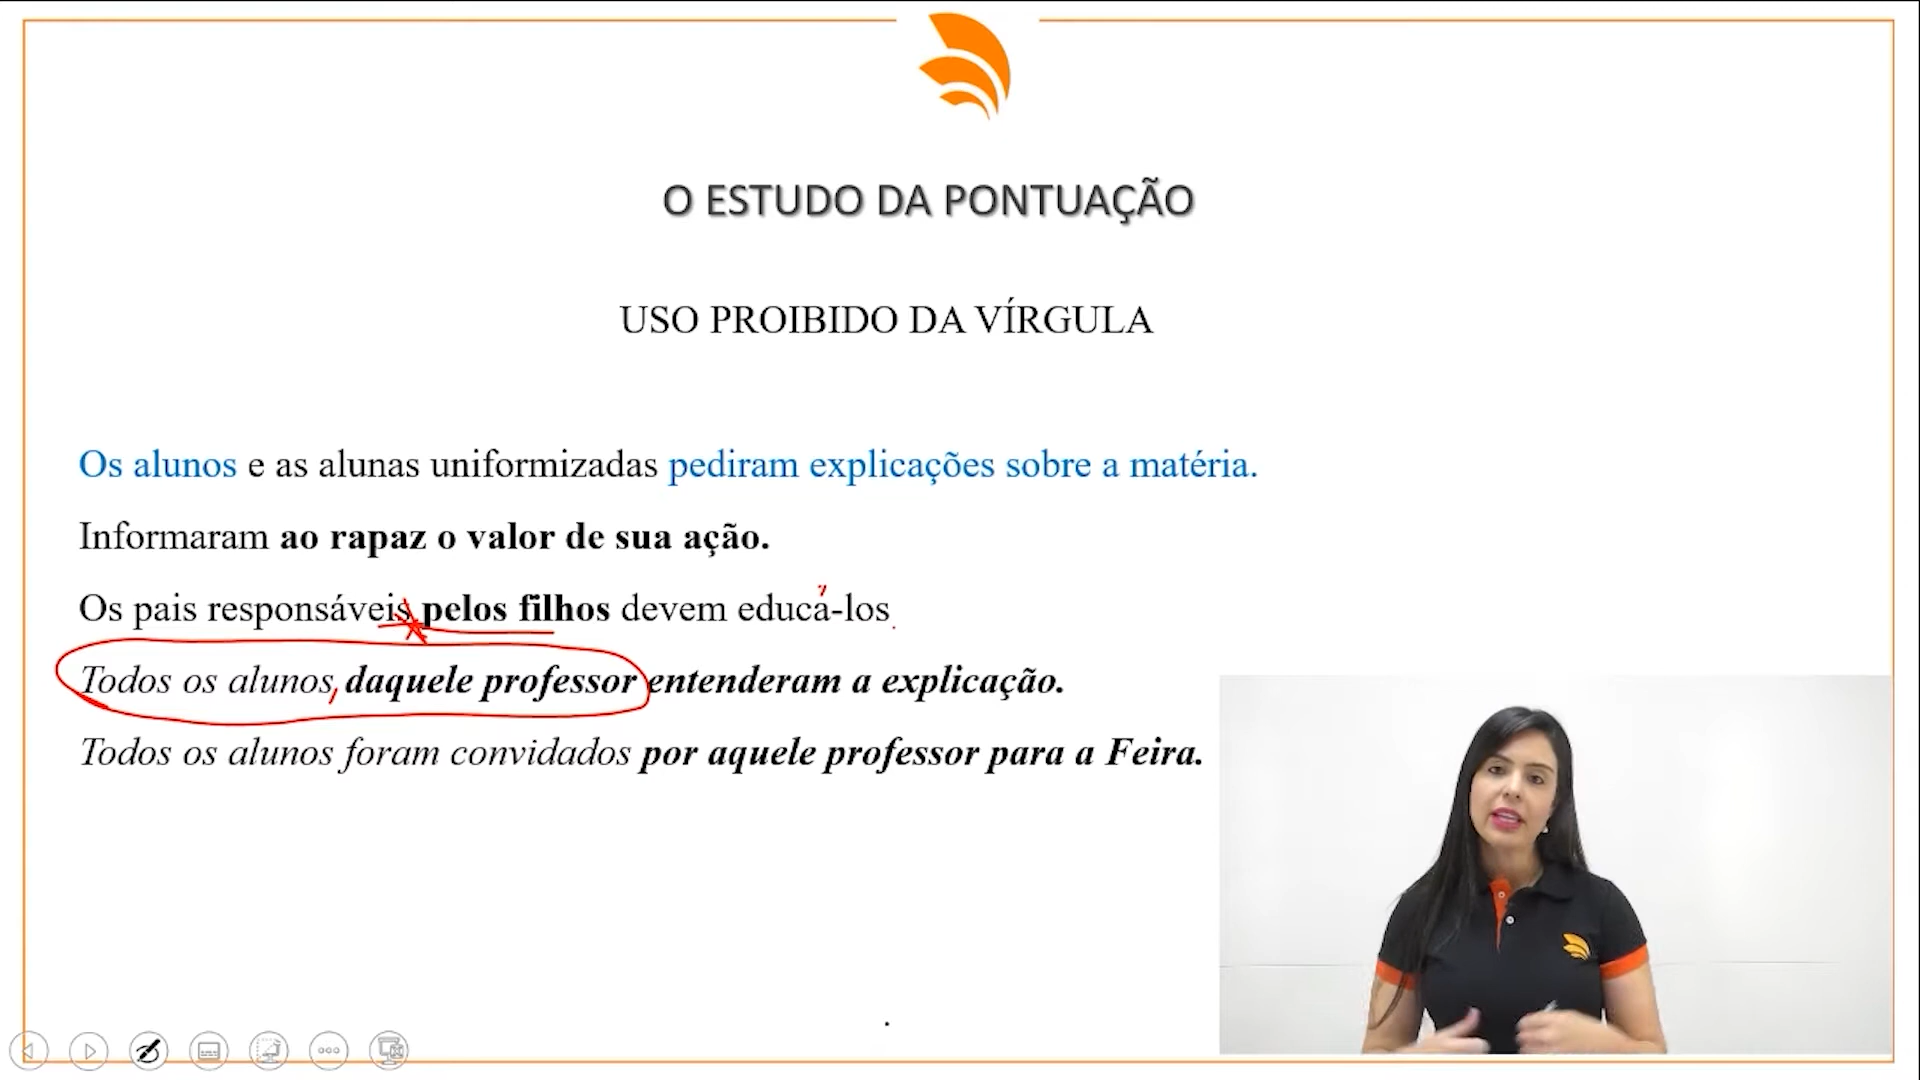 O ESTUDO DA PONTUAÇÃO
USO PROIBIDO DA VÍRGULA
Os alunos e as alunas uniformizadas pediram explicações sobre a matéria.
Informaram ao rapaz o valor de sua ação.
Os pais responsáveis pelos filhos devem educá-los.
Todos os alunos, daquele professor entenderam a explicação.
Todos os alunos foram convidados por aquele professor para a Feira.
.